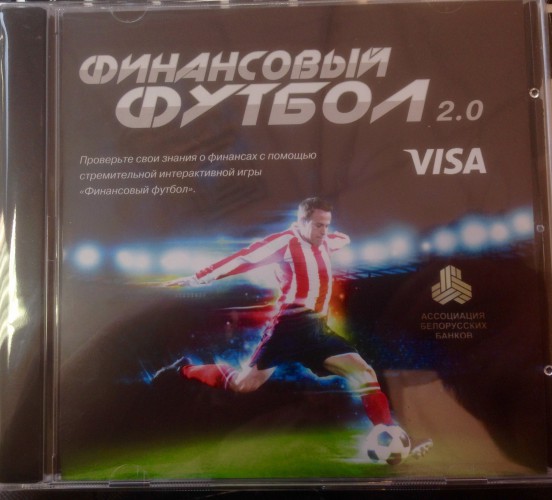 ФИНАНСОВЫЙ
ФУТБОЛ 2.0
Проверьте свои знания о финансах с помощью
стремительной интерактивной игры
«Финансовый футбол».
VISA
АССОЦИАЦИЯ
БЕЛОРУССКИХ
БАНКОВ